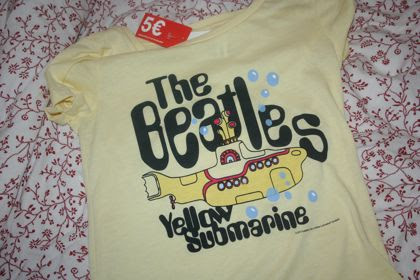 5€
The
Beatles
Yellow
Submarine